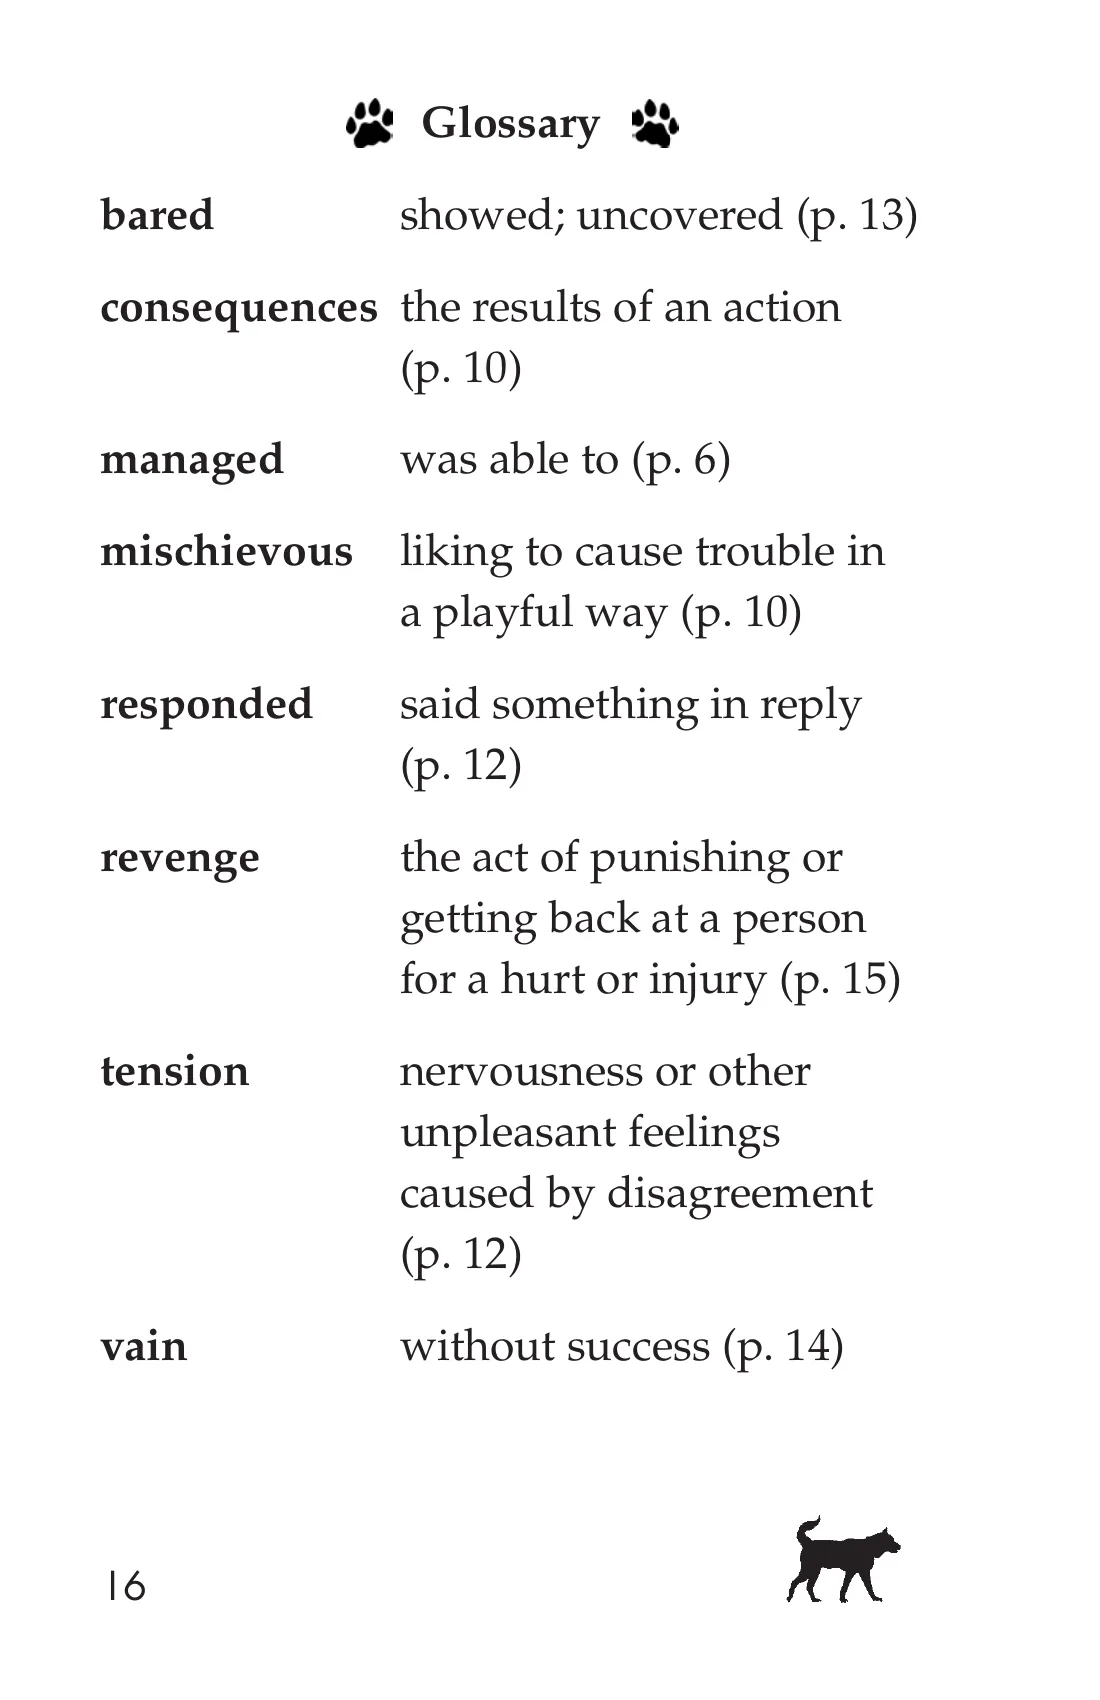 Glossary
bared showed; uncovered (p. 13)
consequences the results of an action
(p. 10)
managed was able to (p. 6)
mischievous liking to cause trouble in
a playful way (p. 10)
responded said something in reply
(p. 12)
revenge the act of punishing or
getting back at a person
for a hurt or injury (p. 15)
tension nervousness or other
unpleasant feelings
caused by disagreement
(p. 12)
vain without success (p. 14)
16